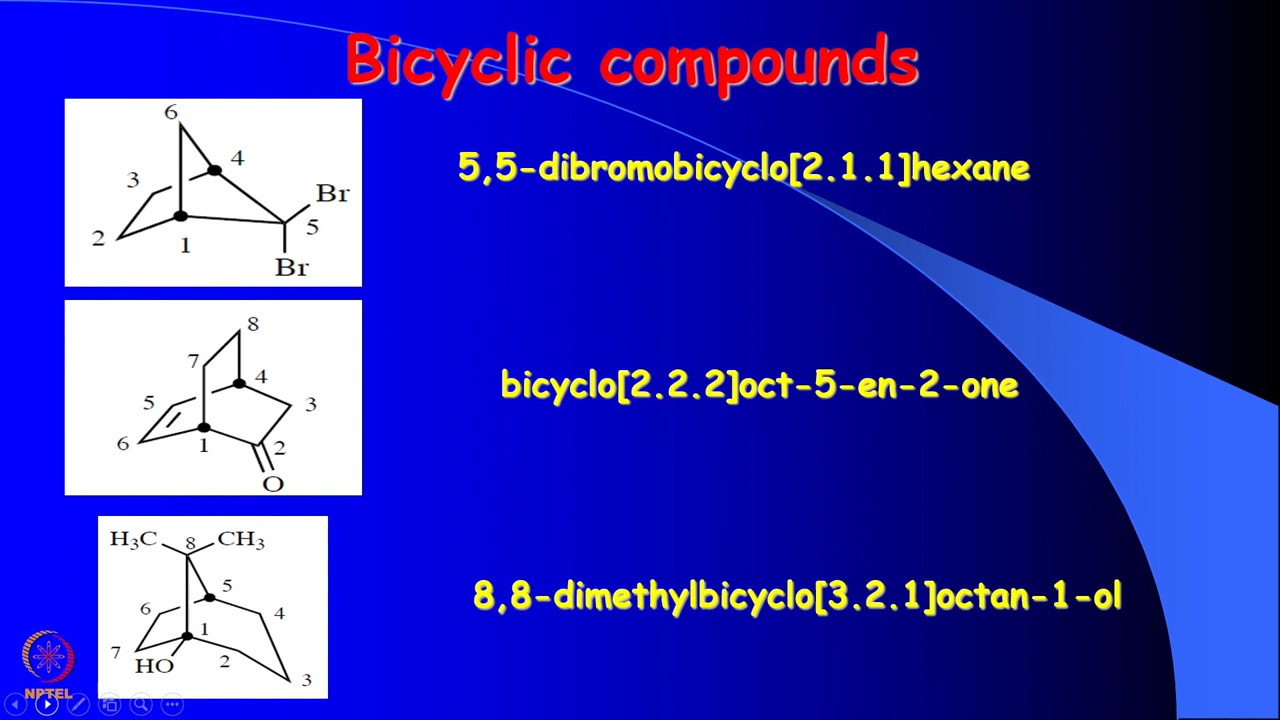 Bicyclic compounds
6
4
3
Br
2
1
5
Br
5,5-dibromobicyclo[2.1.1]hexane
8
7
4
5
3
6
1
2
O
bicyclo[2.2.2]oct-5-en-2-one
H3C
8
CH3
5
6
4
1
7
HO
2
3
8,8-dimethylbicyclo[3.2.1]octan-1-ol
NPTEL